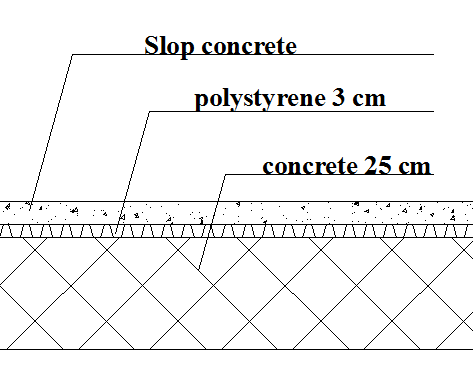 Slop concrete
polystyrene 3 cm
concrete 25 cm